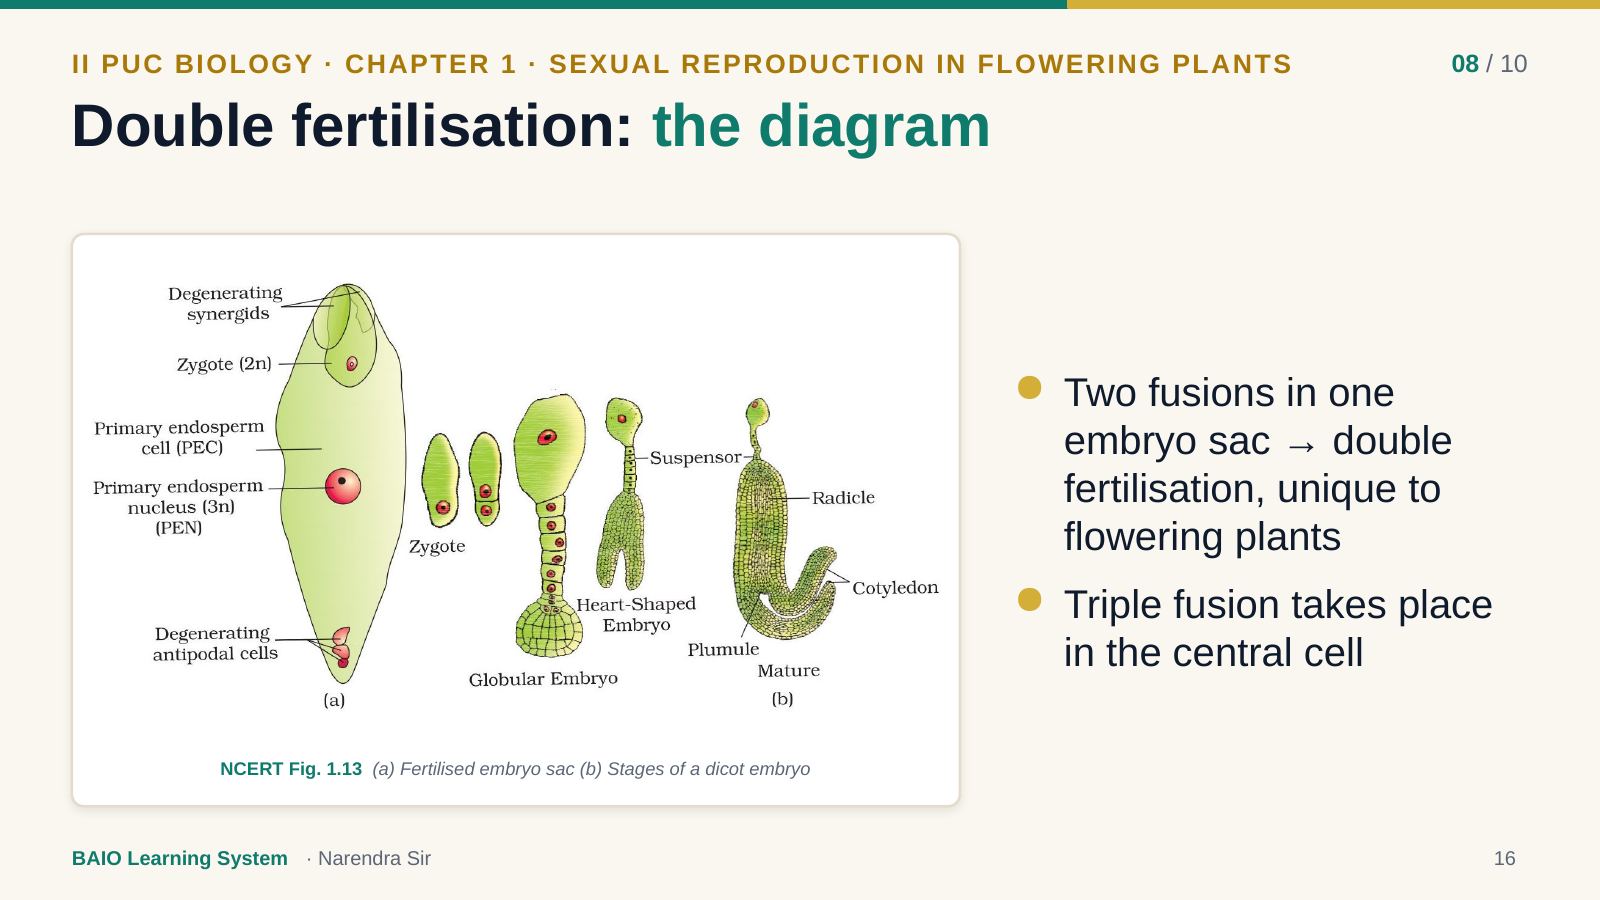 II PUC BIOLOGY · CHAPTER 1 · SEXUAL REPRODUCTION IN FLOWERING PLANTS
08 / 10
Double fertilisation: the diagram
Degenerating
synergids
Zygote (2n)
Primary endosperm
cell (PEC)
Primary endosperm
nucleus (3n)
(PEN)
Degenerating
antipodal cells
(a)
Zygote
Globular Embryo
Suspensor
Heart-Shaped
Embryo
Radicle
Cotyledon
Plumule
Mature
(b)
NCERT Fig. 1.13 (a) Fertilised embryo sac (b) Stages of a dicot embryo
Two fusions in one
embryo sac → double
fertilisation, unique to
flowering plants
Triple fusion takes place
in the central cell
BAIO Learning System · Narendra Sir
16